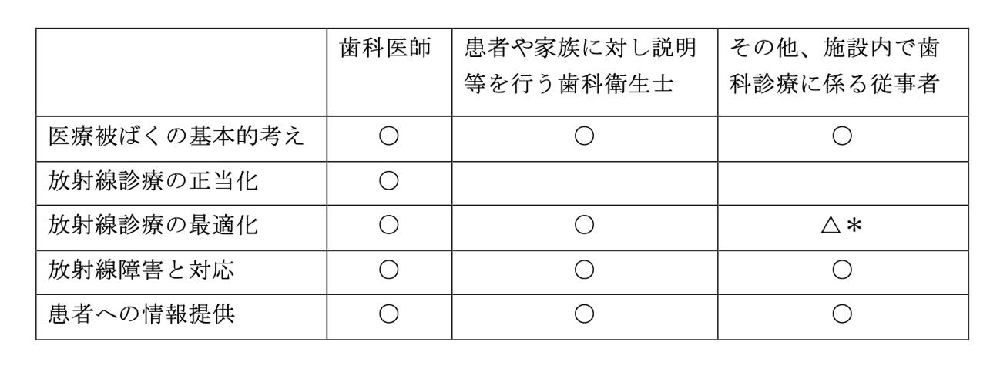 歯科医師 患者や家族に対し説明 その他、施設内で歯
等を行う歯科衛生士 科診療に係る従事者
医療被ばくの基本的考え 〇 〇 〇
放射線診療の正当化 〇
放射線診療の最適化 〇 〇 △＊
放射線障害と対応 〇 〇 〇
患者への情報提供 〇 〇 〇